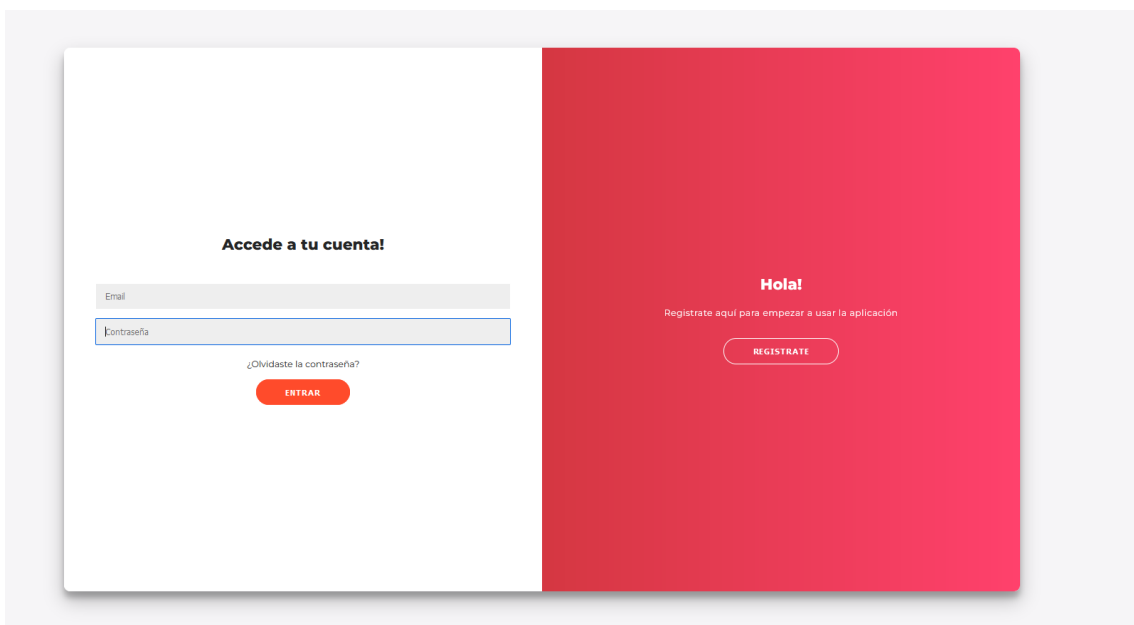 Accede a tu cuenta!
Email
Contraseña
¿Olvidaste la contraseña?
ENTRAR
Hola!
Registrate aquí para empezar a usar la aplicación
REGISTRATE